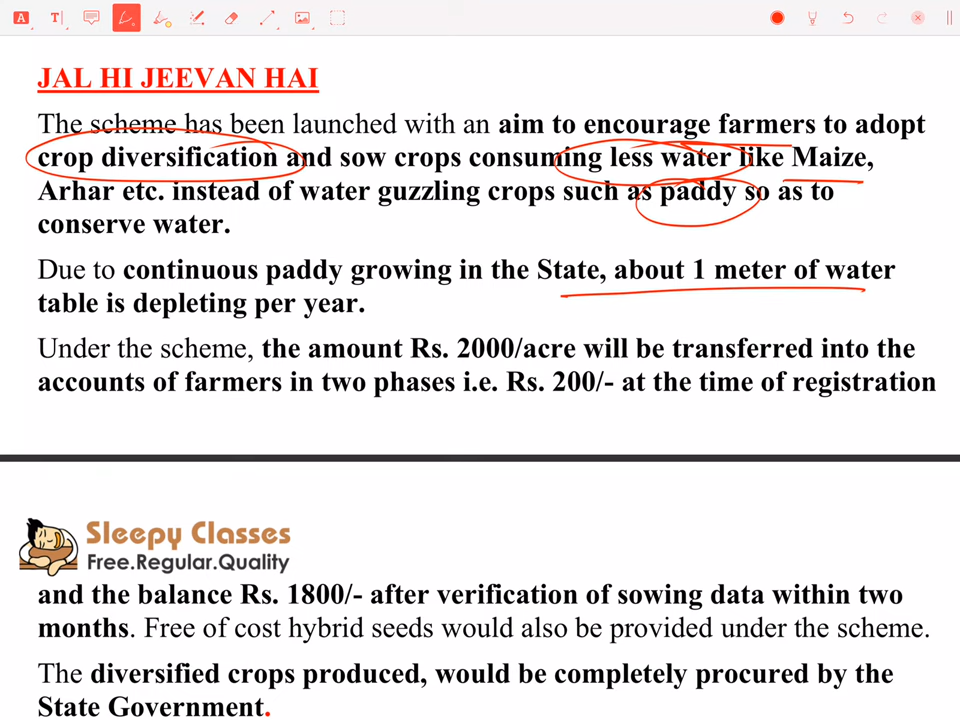 A T
JAL HI JEEVAN HAI
The scheme has been launched with an aim to encourage farmers to adopt
crop diversification and sow crops consuming less water like Maize,
Arhar etc. instead of water guzzling crops such as paddy so as to
conserve water.
Due to continuous paddy growing in the State, about 1 meter of water
table is depleting per year.
Under the scheme, the amount Rs. 2000/acre will be transferred into the
accounts of farmers in two phases i.e. Rs. 200/- at the time of registration
Sleepy Classes
Free.Regular.Quality
and the balance Rs. 1800/- after verification of sowing data within two
months. Free of cost hybrid seeds would also be provided under the scheme.
The diversified crops produced, would be completely procured by the
State Government.